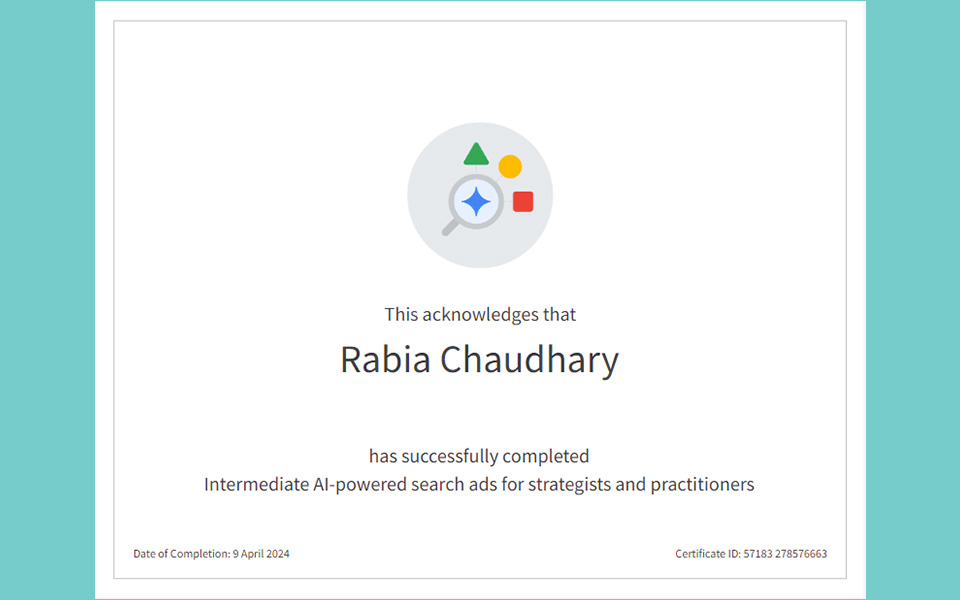 This acknowledges that
Rabia Chaudhary
has successfully completed
Intermediate AI-powered search ads for strategists and practitioners
Date of Completion: 9 April 2024
Certificate ID: 57183 278576663